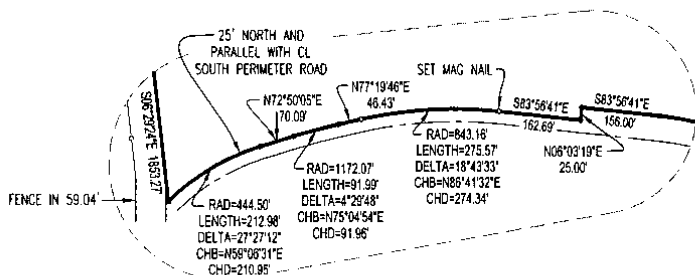 25' NORTH AND
PARALLEL WITH CL
SOUTH PERIMETER ROAD
SET MAG NAIL
S06°29'24"E 1853.27'
N72°50'05"E
70.09'
N77°19'46"E
46.43'
S83°56'41"E
162.69'
S83°56'41"E
156.00'
N06°03'19"E
25.00'
FENCE IN 59.04'
RAD=444.50'
LENGTH=212.98'
DELTA=27°27'12"
CHB=N59°06'31"E
CHD=210.95'
RAD=1172.07'
LENGTH=91.99'
DELTA=4°29'48"
CHB=N75°04'54"E
CHD=91.96'
RAD=843.16'
LENGTH=275.57'
DELTA=18°43'33"
CHB=N86°41'32"E
CHD=274.34'